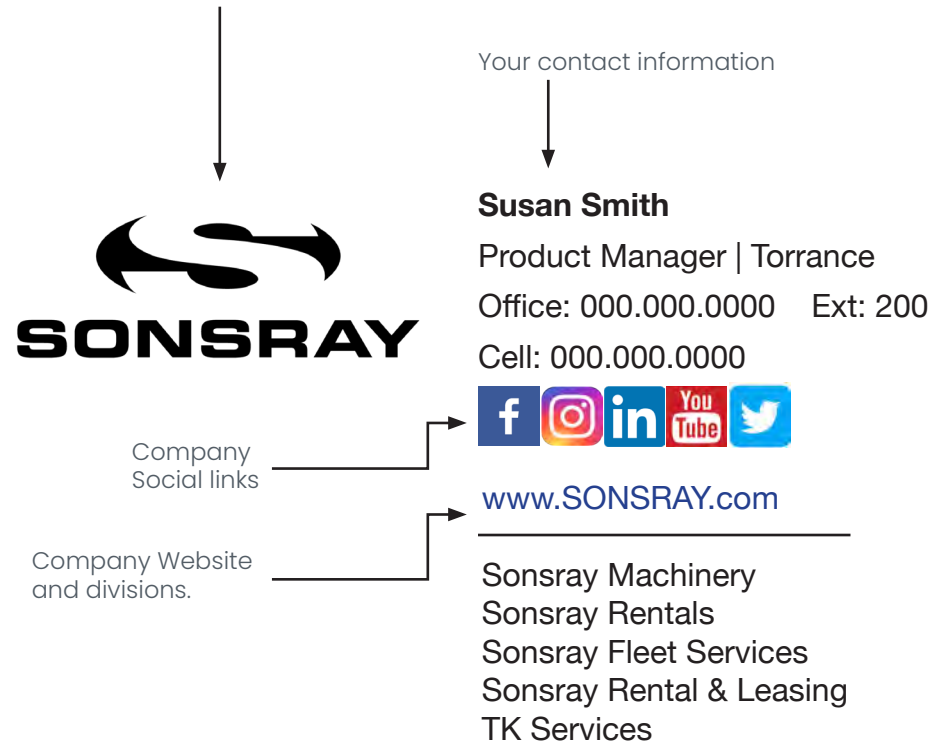 Your contact information
SONSRAY
Susan Smith
Product Manager | Torrance
Office: 000.000.0000 Ext: 200
Cell: 000.000.0000
f in You Tube
Company
Social links
www.SONSRAY.com
Company Website
and divisions.
Sonsray Machinery
Sonsray Rentals
Sonsray Fleet Services
Sonsray Rental & Leasing
TK Services